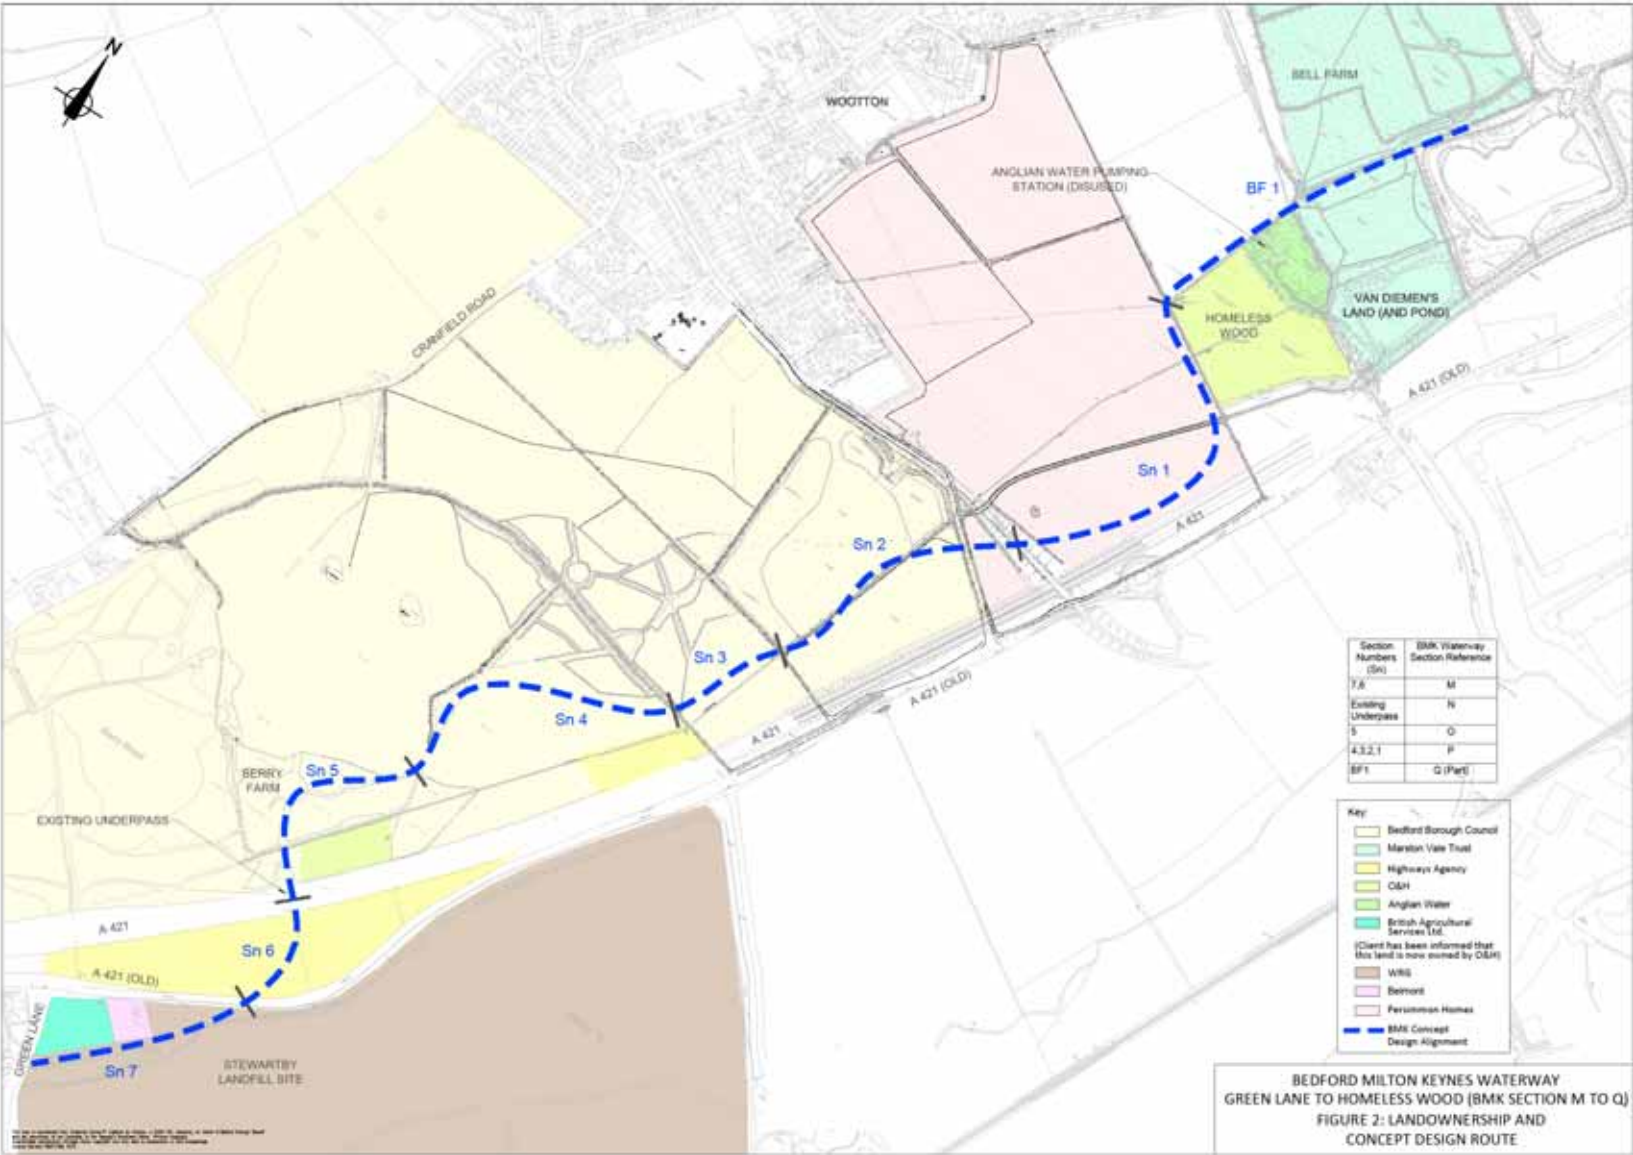 N
WOOTTON
BELL FARM
ANGLIAN WATER PUMPING
STATION (DISUSED)
BF 1
VAN DIEMEN'S
LAND (AND POND)
HOMELESS
WOOD
CRANFIELD ROAD
A 421 (OLD)
Sn 1
A 421
Sn 2
Sn 3
A 421 (OLD)
Sn 4
A 421
BERRY
FARM
Sn 5
EXISTING UNDERPASS
A 421
Sn 6
A 421 (OLD)
GREEN LANE
Sn 7
STEWARTBY
LANDFILL SITE
Section Numbers (Sn) BMK Waterway Section Reference
7,6 M
Existing Underpass N
5 O
4,3,2,1 P
BF1 Q (Part)
Key:
Bedford Borough Council
Marston Vale Trust
Highways Agency
O&H
Anglian Water
British Agricultural
Services Ltd.
(Client has been informed that
this land is now owned by O&H)
WRG
Belmont
Persimmon Homes
BMK Concept
Design Alignment
BEDFORD MILTON KEYNES WATERWAY
GREEN LANE TO HOMELESS WOOD (BMK SECTION M TO Q)
FIGURE 2: LANDOWNERSHIP AND
CONCEPT DESIGN ROUTE